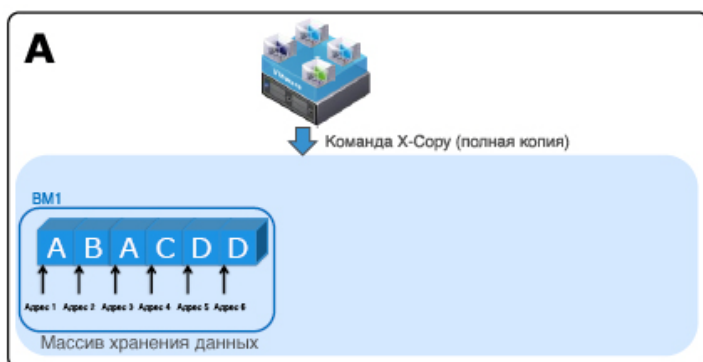 A
vmware
Команда X-Copy (полная копия)
ВМ1
A B A C D D
Адрес 1 Адрес 2 Адрес 3 Адрес 4 Адрес 5 Адрес 6
Массив хранения данных